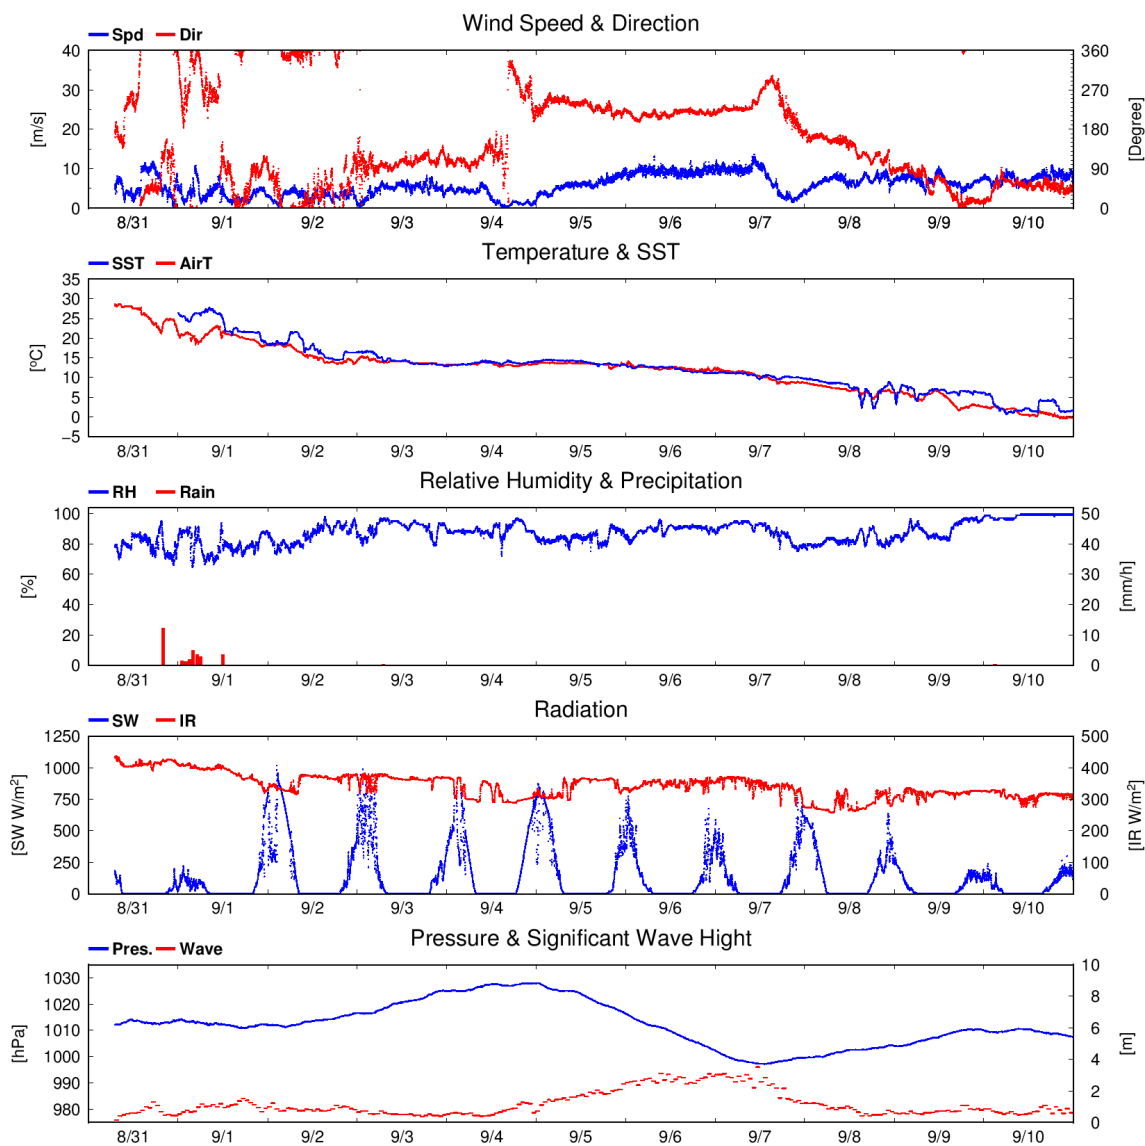 Wind Speed & Direction
Spd Dir
40 360
30 270
20 180
10 90
0 0
[m/s] [Degree]
8/31 9/1 9/2 9/3 9/4 9/5 9/6 9/7 9/8 9/9 9/10
Temperature & SST
SST AirT
35
30
25
20
15
10
5
0
−5
[°C]
8/31 9/1 9/2 9/3 9/4 9/5 9/6 9/7 9/8 9/9 9/10
Relative Humidity & Precipitation
RH Rain
100 50
80 40
60 30
40 20
20 10
0 0
[%] [mm/h]
8/31 9/1 9/2 9/3 9/4 9/5 9/6 9/7 9/8 9/9 9/10
Radiation
SW IR
1250 500
1000 400
750 300
500 200
250 100
0 0
[SW W/m²] [IR W/m²]
8/31 9/1 9/2 9/3 9/4 9/5 9/6 9/7 9/8 9/9 9/10
Pressure & Significant Wave Hight
Pres. Wave
1030 10
1020 8
1010 6
1000 4
990 2
980 0
[hPa] [m]
8/31 9/1 9/2 9/3 9/4 9/5 9/6 9/7 9/8 9/9 9/10